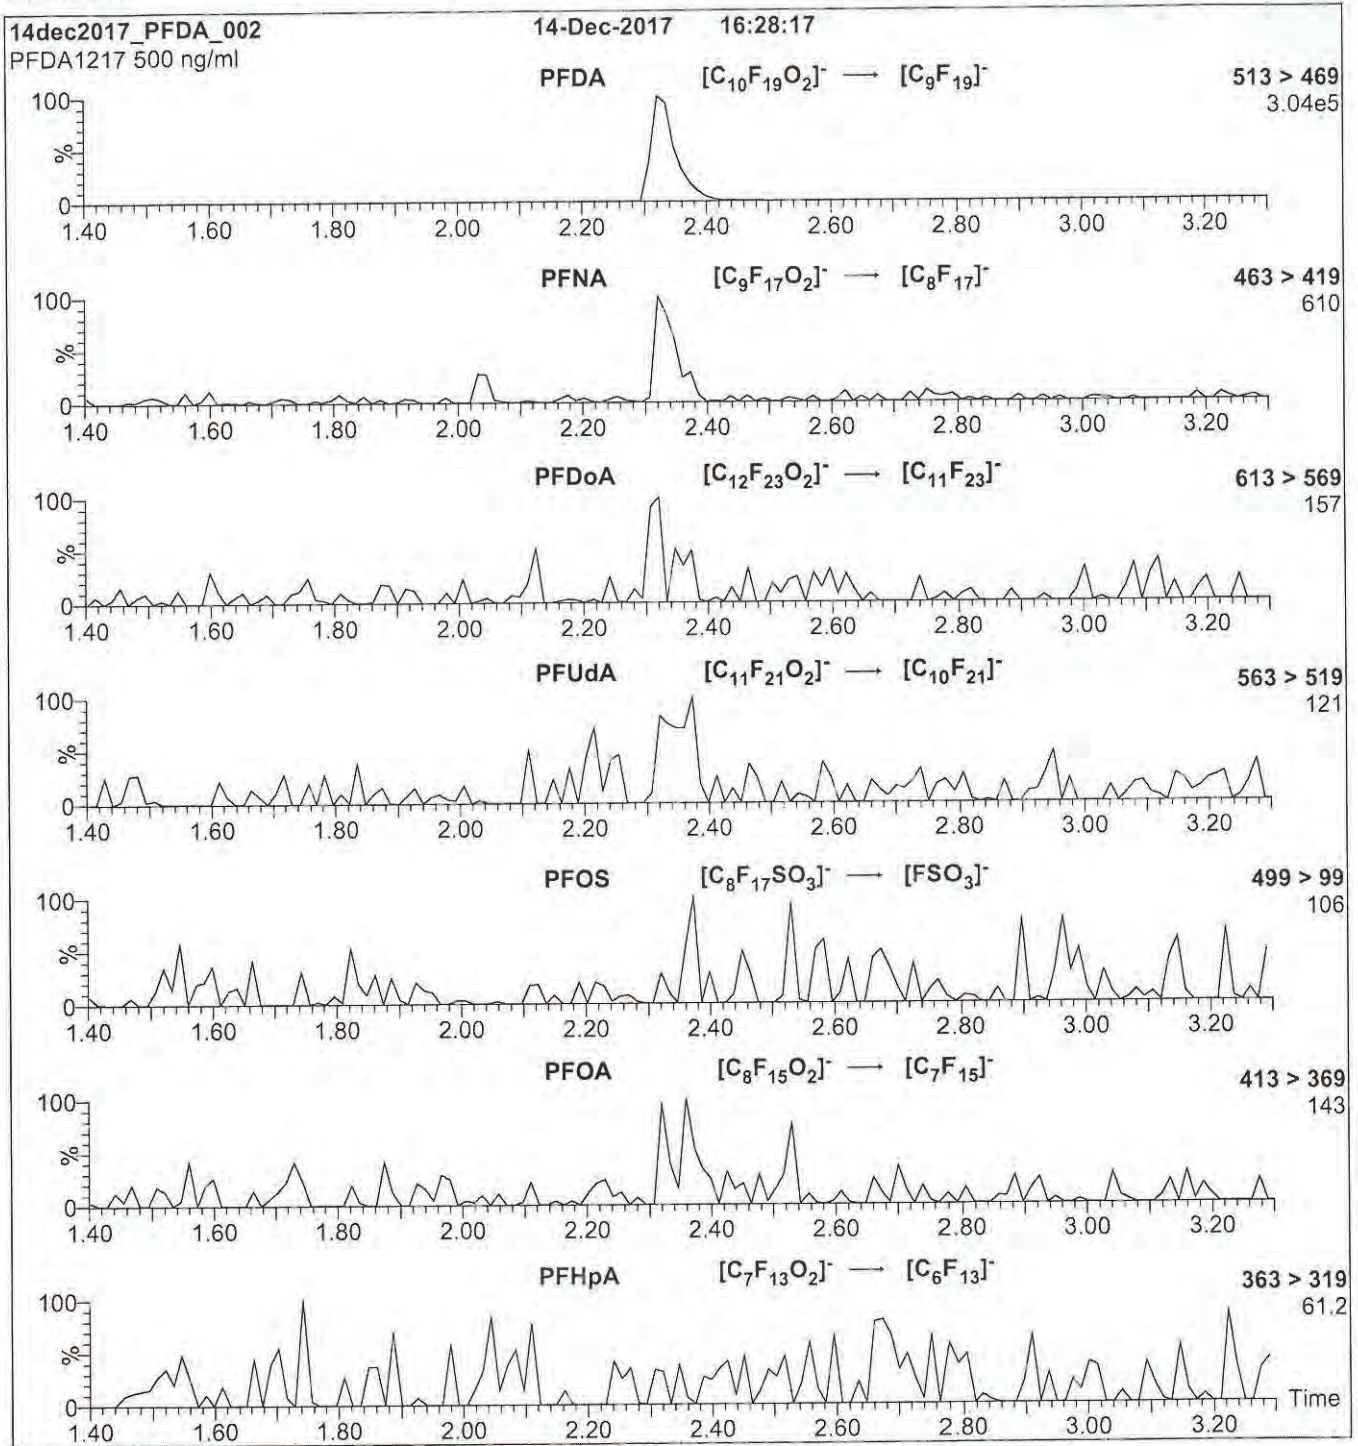 14dec2017_PFDA_002 14-Dec-2017 16:28:17
PFDA1217 500 ng/ml
PFDA [C₁₀F₁₉O₂]⁻ → [C₉F₁₉]⁻ 513 > 469
3.04e5
100
%
0
1.40 1.60 1.80 2.00 2.20 2.40 2.60 2.80 3.00 3.20
PFNA [C₉F₁₇O₂]⁻ → [C₈F₁₇]⁻ 463 > 419
610
100
%
0
1.40 1.60 1.80 2.00 2.20 2.40 2.60 2.80 3.00 3.20
PFDoA [C₁₂F₂₃O₂]⁻ → [C₁₁F₂₃]⁻ 613 > 569
157
100
%
0
1.40 1.60 1.80 2.00 2.20 2.40 2.60 2.80 3.00 3.20
PFUdA [C₁₁F₂₁O₂]⁻ → [C₁₀F₂₁]⁻ 563 > 519
121
100
%
0
1.40 1.60 1.80 2.00 2.20 2.40 2.60 2.80 3.00 3.20
PFOS [C₈F₁₇SO₃]⁻ → [FSO₃]⁻ 499 > 99
106
100
%
0
1.40 1.60 1.80 2.00 2.20 2.40 2.60 2.80 3.00 3.20
PFOA [C₈F₁₅O₂]⁻ → [C₇F₁₅]⁻ 413 > 369
143
100
%
0
1.40 1.60 1.80 2.00 2.20 2.40 2.60 2.80 3.00 3.20
PFHpA [C₇F₁₃O₂]⁻ → [C₆F₁₃]⁻ 363 > 319
61.2
100
%
0
Time
1.40 1.60 1.80 2.00 2.20 2.40 2.60 2.80 3.00 3.20